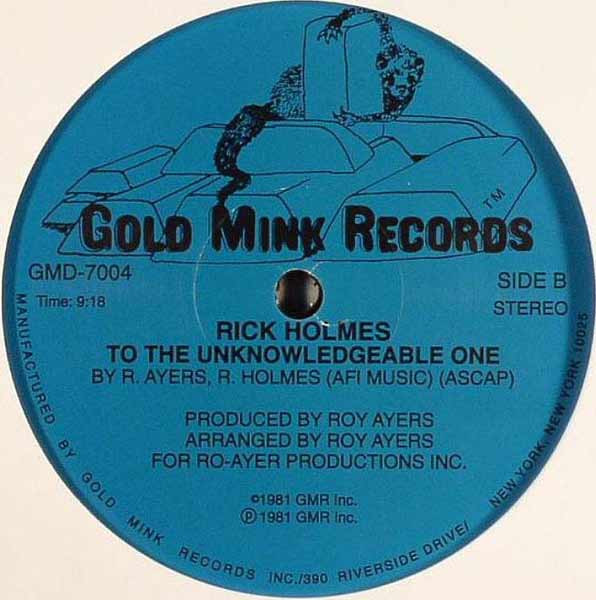 GOLD MINK RECORDS
TM
GMD-7004
SIDE B
Time: 9:18
STEREO
RICK HOLMES
TO THE UNKNOWLEDGEABLE ONE
BY R. AYERS, R. HOLMES (AFI MUSIC) (ASCAP)
PRODUCED BY ROY AYERS
ARRANGED BY ROY AYERS
FOR RO-AYER PRODUCTIONS INC.
©1981 GMR Inc.
℗1981 GMR Inc.
MANUFACTURED BY GOLD MINK RECORDS INC./390 RIVERSIDE DRIVE/ NEW YORK, NEW YORK 10025